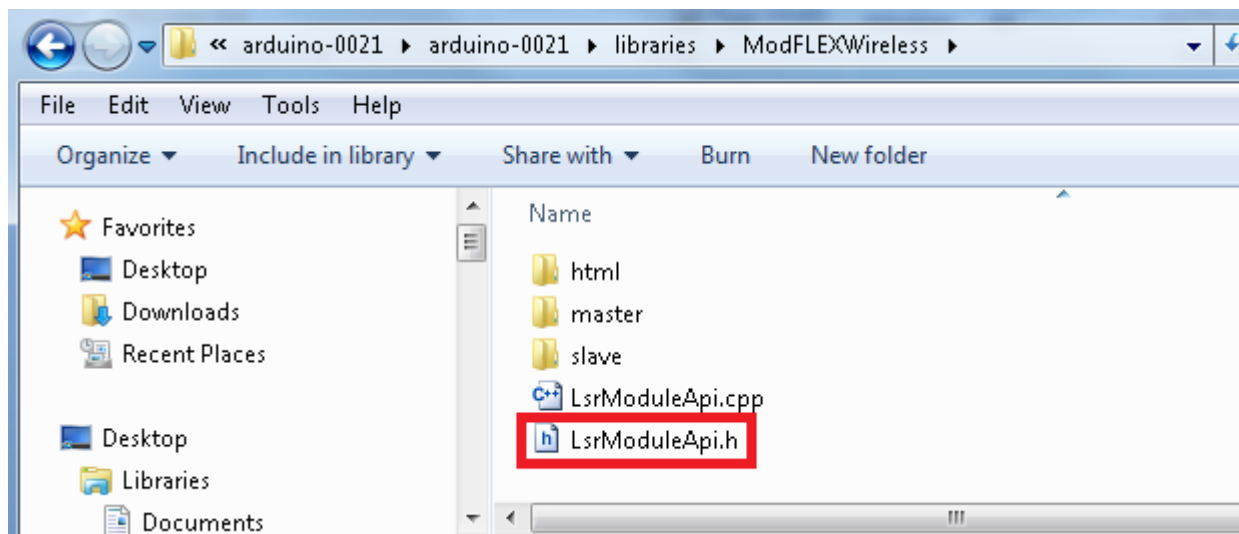 « arduino-0021 ▸ arduino-0021 ▸ libraries ▸ ModFLEXWireless ▸
File Edit View Tools Help
Organize ▾ Include in library ▾ Share with ▾ Burn New folder
Favorites
Desktop
Downloads
Recent Places
Desktop
Libraries
Documents
Name
html
master
slave
LsrModuleApi.cpp
LsrModuleApi.h